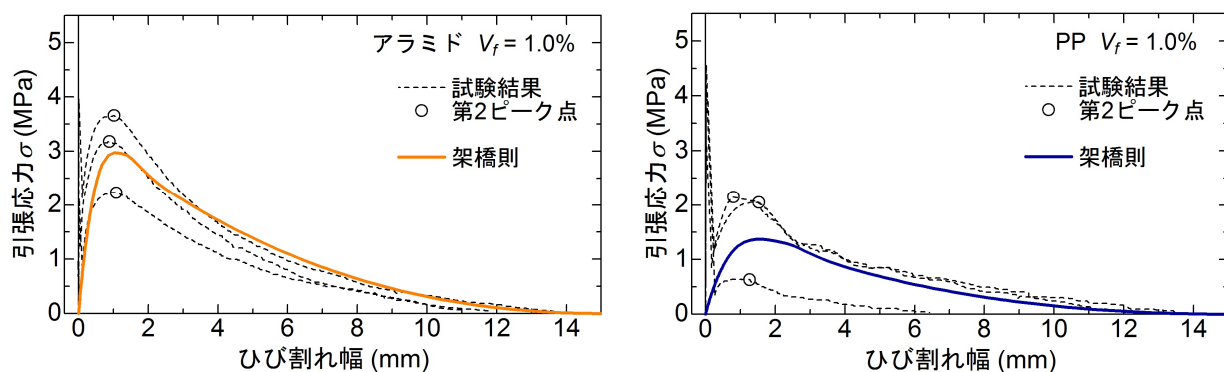 アラミド V_f = 1.0%
試験結果
第2ピーク点
架橋則
引張応力σ (MPa)
5
4
3
2
1
0
0 2 4 6 8 10 12 14
ひび割れ幅 (mm)
PP V_f = 1.0%
試験結果
第2ピーク点
架橋則
引張応力σ (MPa)
5
4
3
2
1
0
0 2 4 6 8 10 12 14
ひび割れ幅 (mm)